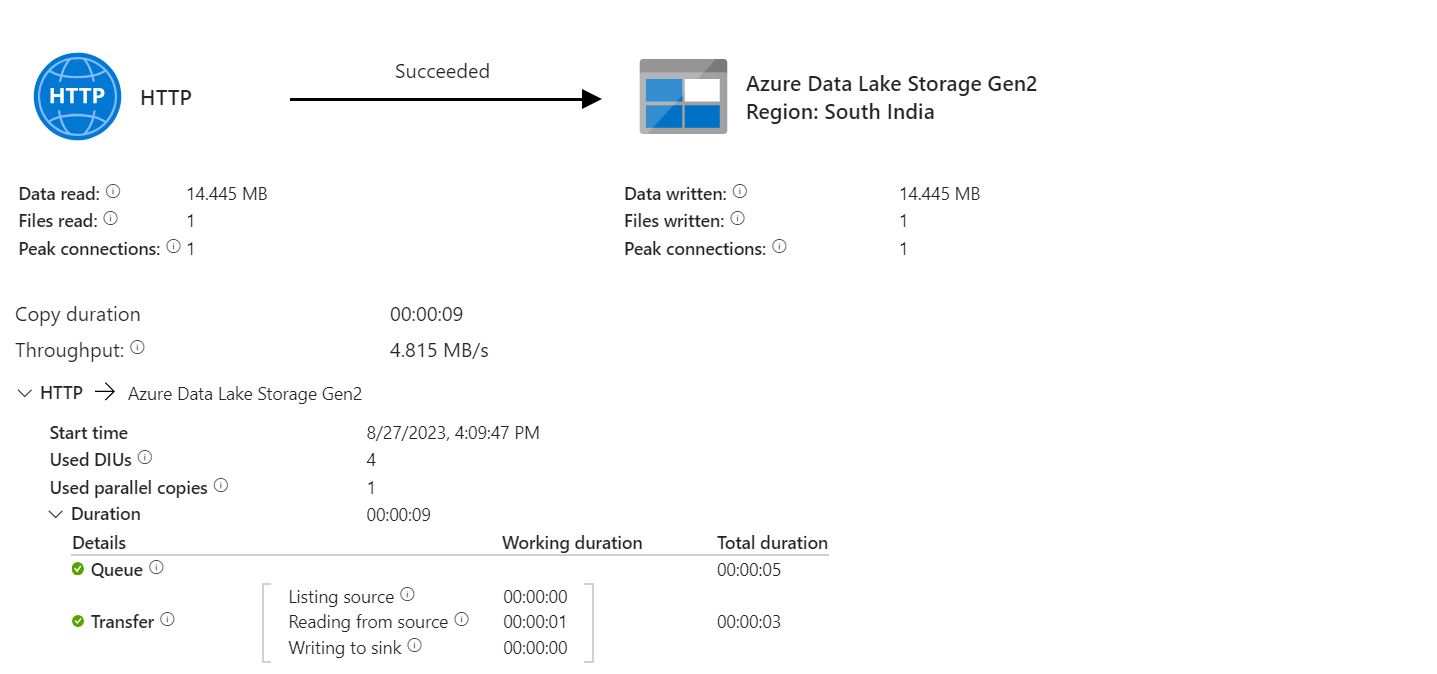 Succeeded
HTTP HTTP
Azure Data Lake Storage Gen2
Region: South India
Data read: 14.445 MB Data written: 14.445 MB
Files read: 1 Files written: 1
Peak connections: 1 Peak connections: 1
Copy duration 00:00:09
Throughput: 4.815 MB/s
HTTP → Azure Data Lake Storage Gen2
Start time 8/27/2023, 4:09:47 PM
Used DIUs 4
Used parallel copies 1
Duration 00:00:09
Details Working duration Total duration
Queue 00:00:05
Listing source 00:00:00
Transfer Reading from source 00:00:01 00:00:03
Writing to sink 00:00:00